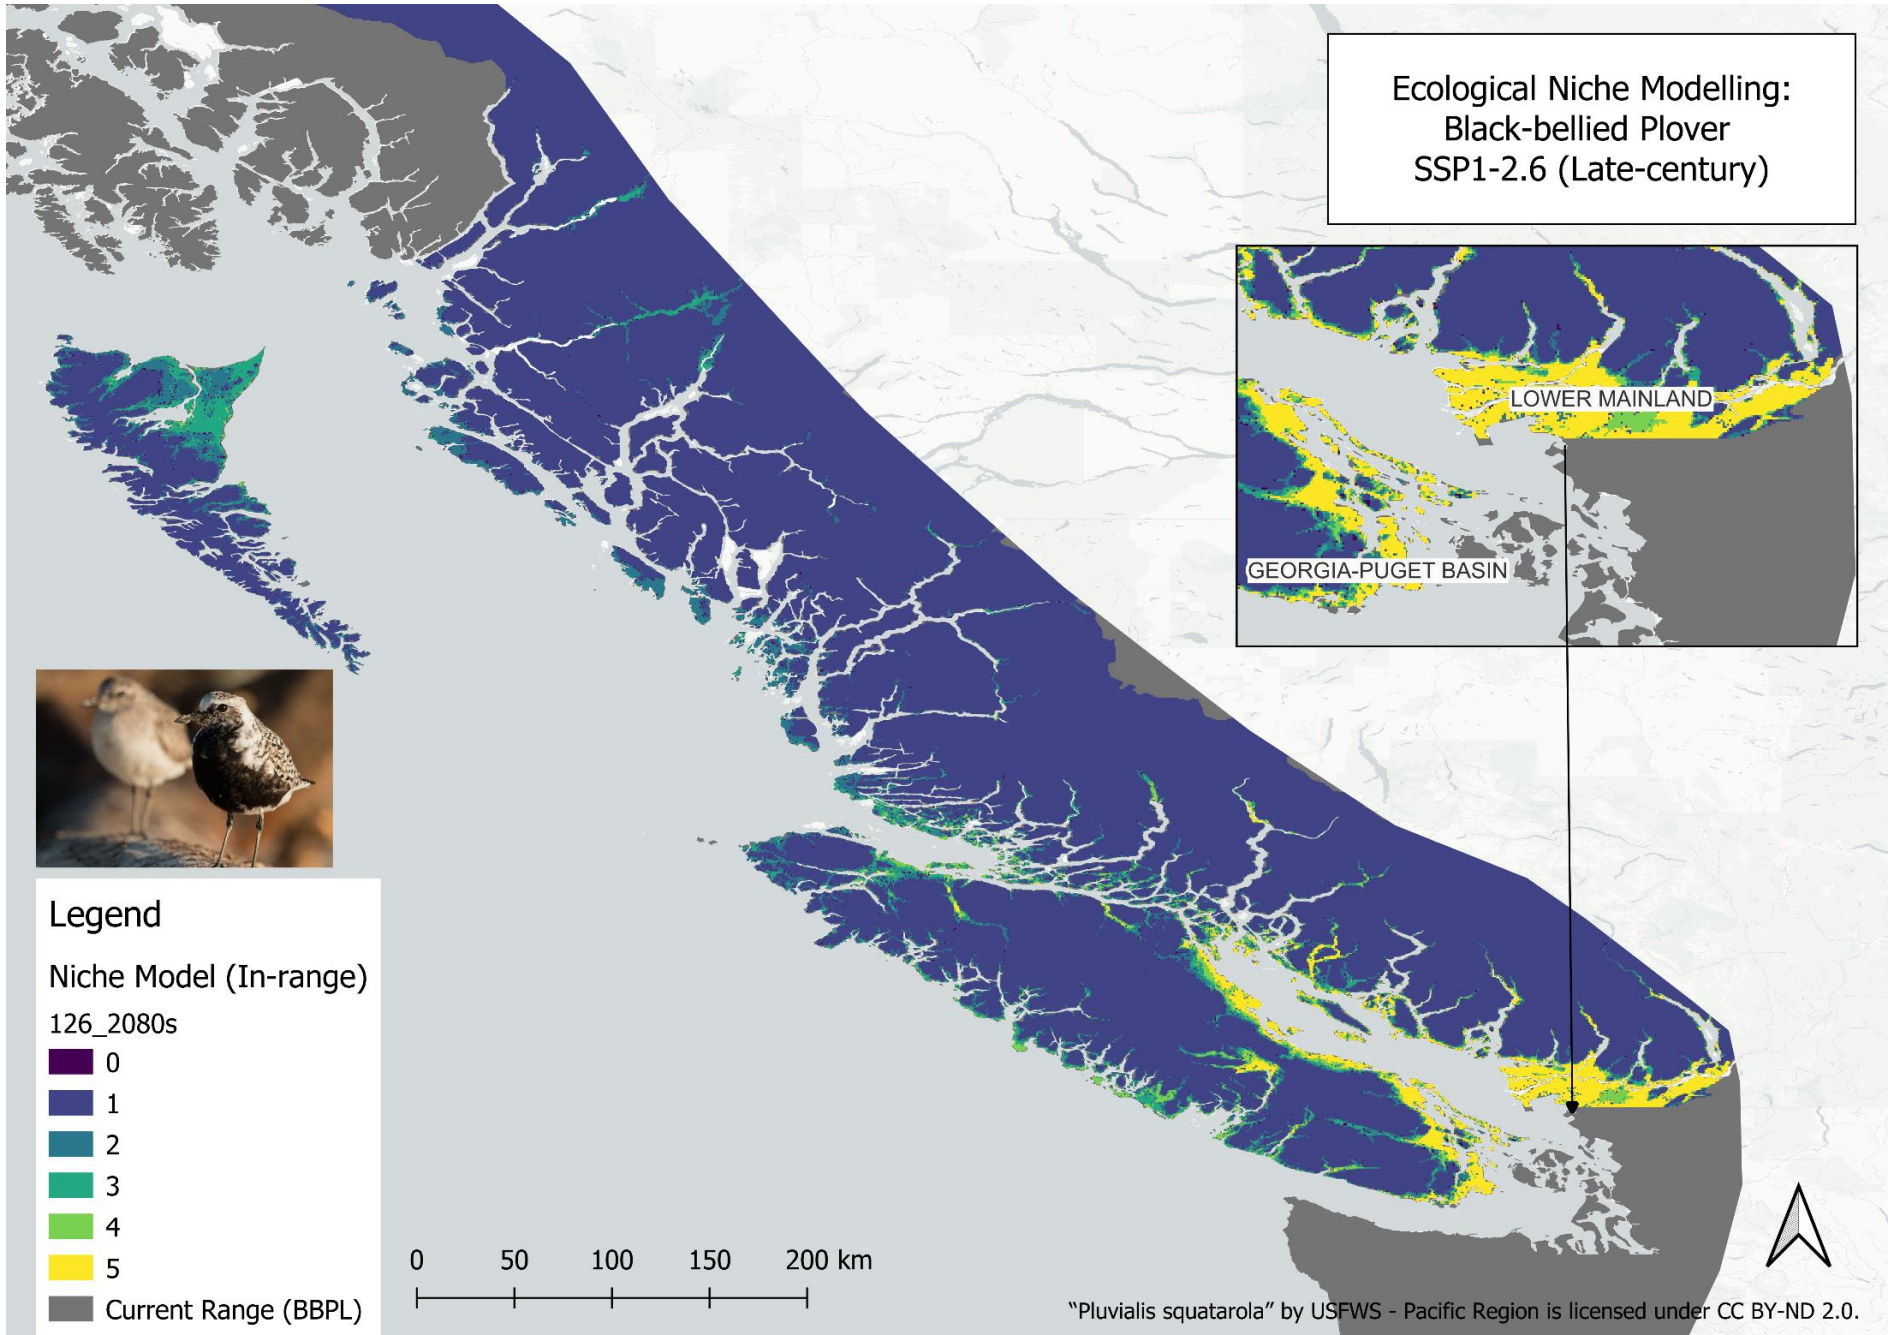 Ecological Niche Modelling:
Black-bellied Plover
SSP1-2.6 (Late-century)
LOWER MAINLAND
GEORGIA-PUGET BASIN
Legend
Niche Model (In-range)
126_2080s
0
1
2
3
4
5
Current Range (BBPL)
0 50 100 150 200 km
“Pluvialis squatarola” by USFWS - Pacific Region is licensed under CC BY-ND 2.0.